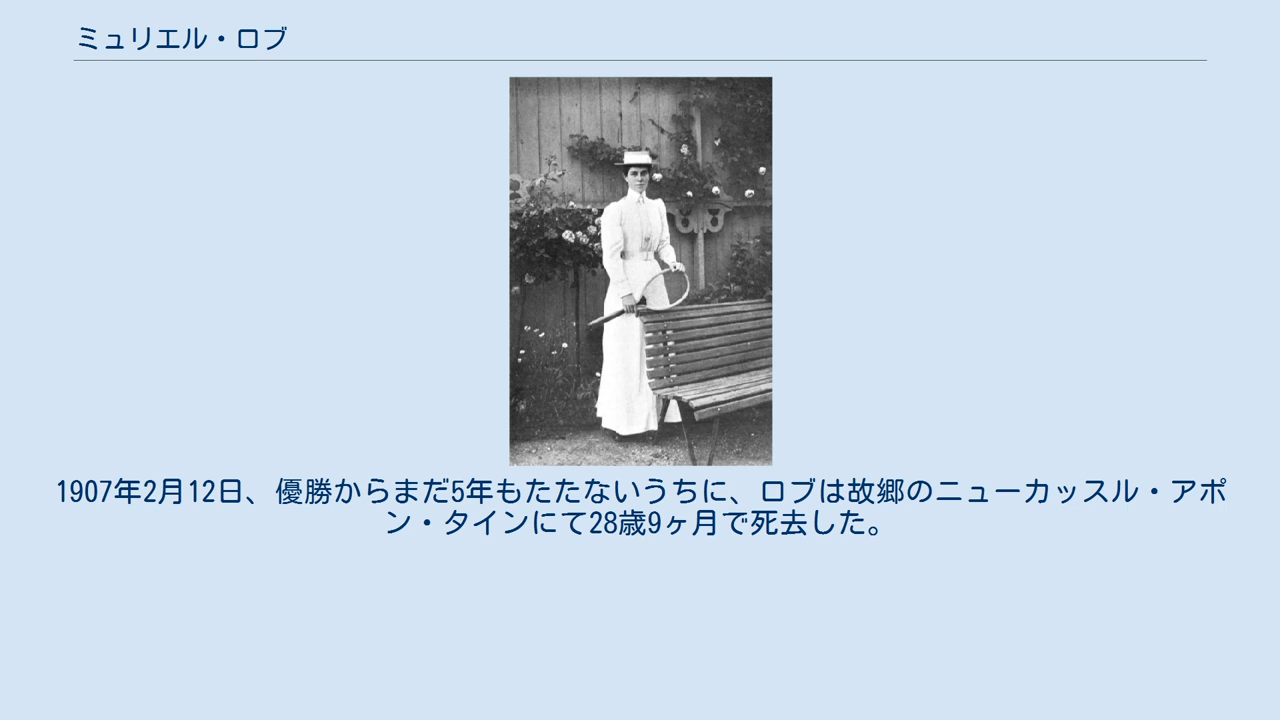 ミュリエル・ロブ
1907年2月12日、優勝からまだ5年もたたないうちに、ロブは故郷のニューカッスル・アポ
ン・タインにて28歳9ヶ月で死去した。